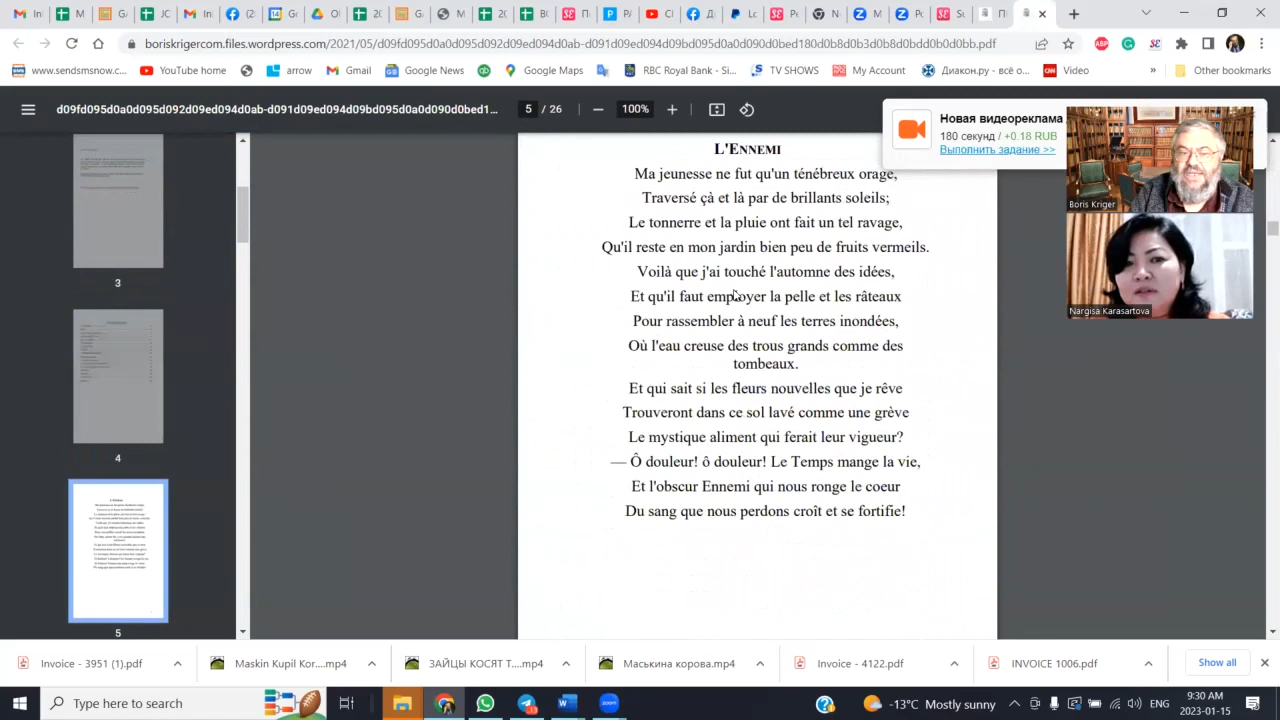 boriskrigercom.files.wordpress.com/2021/05/d09fd095d0a0d095d092d09ed094d0ab-d091d09ed094d09bd095d0a0d090d0bed180d0b8d0b3d0b8d0bdd0b0d0bb.pdf
www.sendsmsnow.c...
YouTube home
arrow
Gmail
Google News
Google Maps
RBC Royal Bank - Si...
TV SHOWS
My Account
Диакон.ру - всё о...
Video
»
Other bookmarks
d09fd095d0a0d095d092d09ed094d0ab-d091d09ed094d09bd095d0a0d090d0bed1...
5 / 26
100%
Новая видеореклама
180 секунд / +0.18 RUB
Выполнить задание >>
Boris Kriger
Nargisa Karasartova
3
4
5
L'ENNEMI
Ma jeunesse ne fut qu'un ténébreux orage,
Traversé çà et là par de brillants soleils;
Le tonnerre et la pluie ont fait un tel ravage,
Qu'il reste en mon jardin bien peu de fruits vermeils.
Voilà que j'ai touché l'automne des idées,
Et qu'il faut employer la pelle et les râteaux
Pour rassembler à neuf les terres inondées,
Où l'eau creuse des trous grands comme des
tombeaux.
Et qui sait si les fleurs nouvelles que je rêve
Trouveront dans ce sol lavé comme une grève
Le mystique aliment qui ferait leur vigueur?
— Ô douleur! ô douleur! Le Temps mange la vie,
Et l'obscur Ennemi qui nous ronge le coeur
Du sang que nous perdons croît et se fortifie!
Invoice - 3951 (1).pdf
Maskin Kupil Kor....mp4
ЗАЙЦЫ КОСЯТ Т....mp4
Маськина корова.mp4
Invoice - 4122.pdf
INVOICE 1006.pdf
Show all
Type here to search
-13°C Mostly sunny
ENG
9:30 AM
2023-01-15